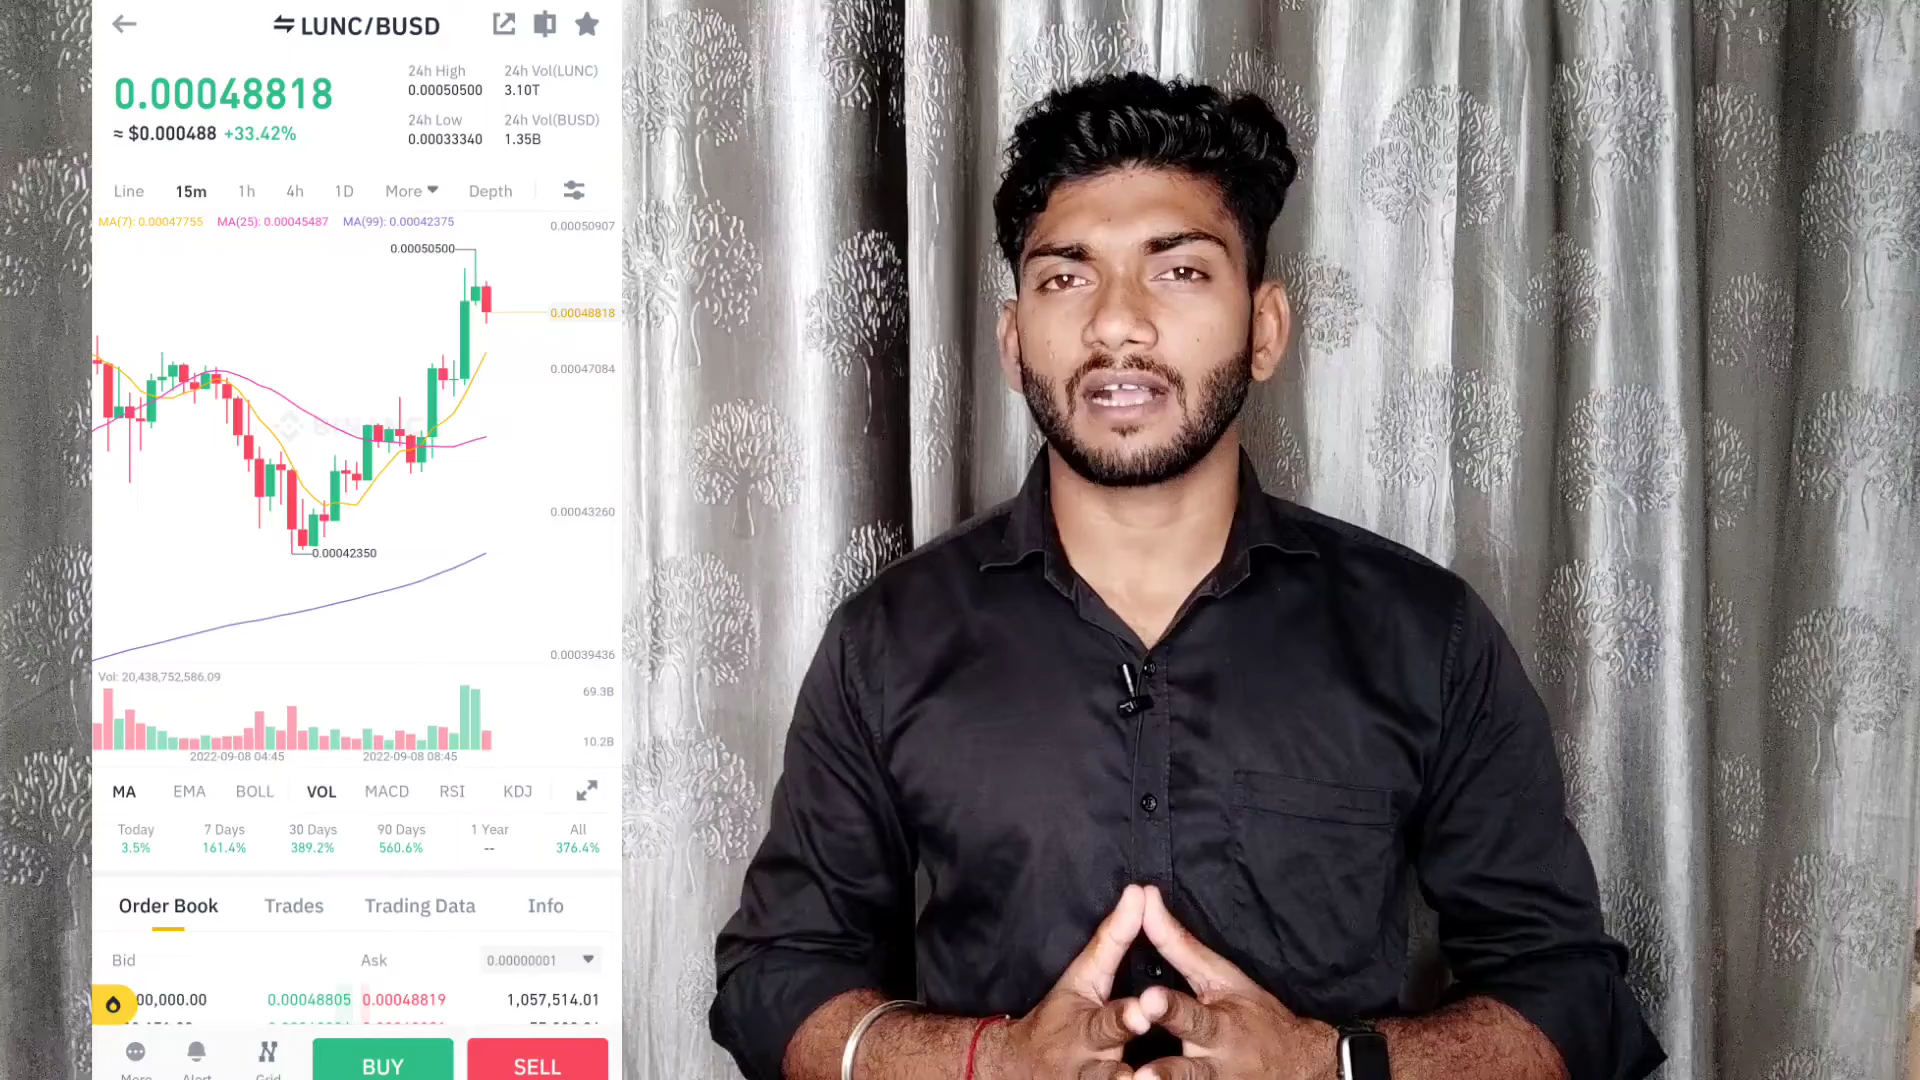 LUNC/BUSD
0.00048818
≈ $0.000488 +33.42%
24h High
0.00050500
24h Vol(LUNC)
3.10T
24h Low
0.00033340
24h Vol(BUSD)
1.35B
Line 15m 1h 4h 1D More Depth
MA(7): 0.00047755 MA(25): 0.00045487 MA(99): 0.00042375
0.00050907
0.00050500
0.00048818
0.00047084
0.00043260
0.00042350
0.00039436
Vol: 20,438,752,586.09
69.3B
10.2B
2022-09-08 04:45 2022-09-08 08:45
MA EMA BOLL VOL MACD RSI KDJ
Today 7 Days 30 Days 90 Days 1 Year All
3.5% 161.4% 389.2% 560.6% -- 376.4%
Order Book Trades Trading Data Info
Bid Ask 0.00000001
00,000.00 0.00048805 0.00048819 1,057,514.01
More Alert Grid
BUY SELL